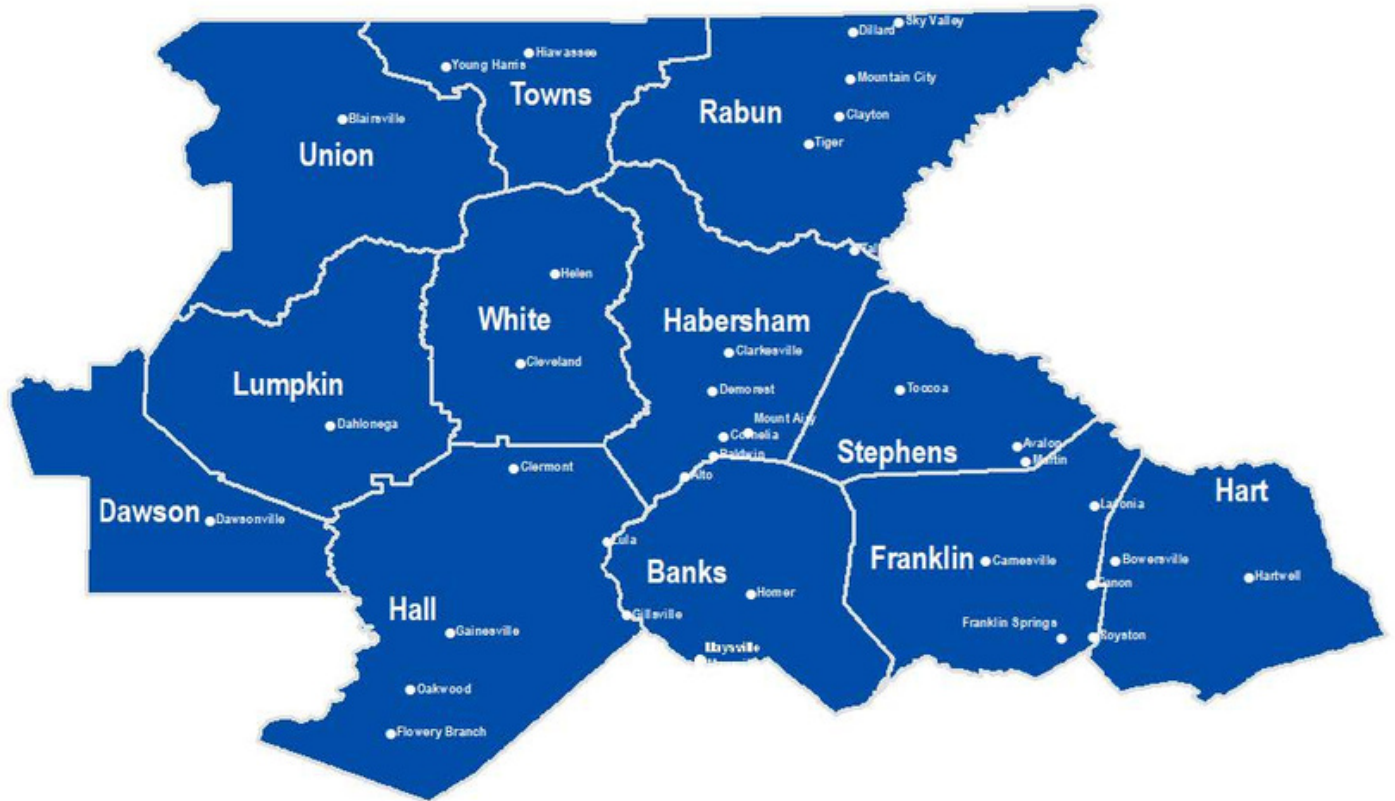 Sky Valley
Dillard
Hiawassee
Young Harris
Mountain City
Towns
Rabun
Clayton
Blairsville
Tiger
Union
Helen
White
Habersham
Clarkesville
Cleveland
Lumpkin
Demorest
Toccoa
Mount Airy
Dahlonega
Cornelia
Avalon
Stephens
Baldwin
Martin
Clermont
Alto
Hart
Lavonia
Dawson
Dawsonville
Lula
Franklin
Carnesville
Bowersville
Banks
Hartwell
Canon
Homer
Hall
Gillsville
Franklin Springs
Gainesville
Royston
Maysville
Oakwood
Flowery Branch